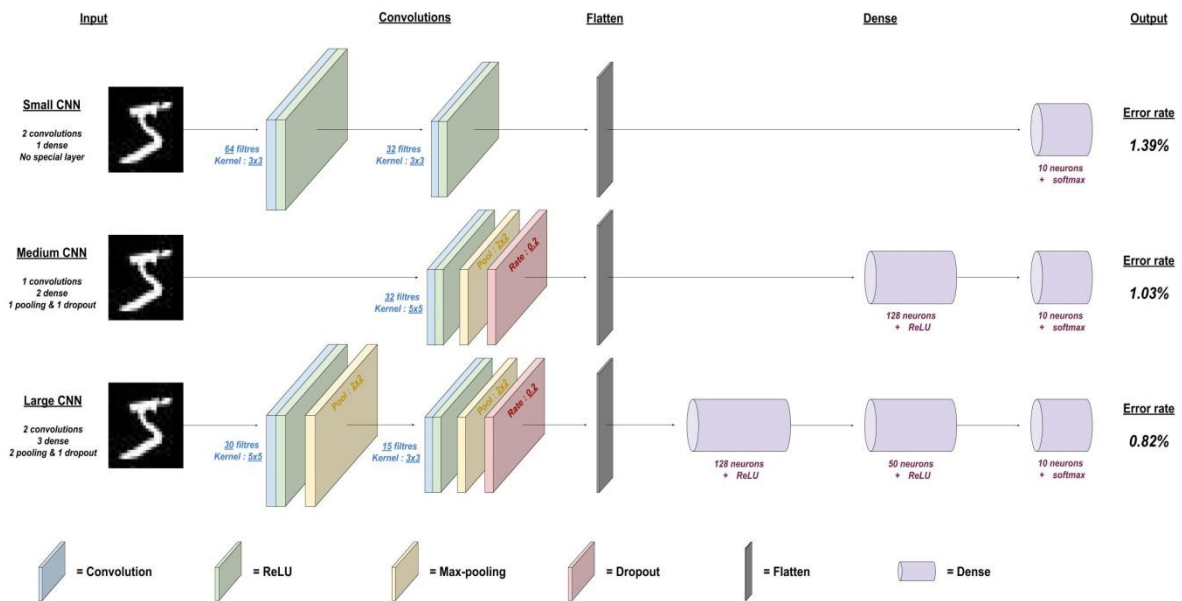 Input
Convolutions
Flatten
Dense
Output
Small CNN
2 convolutions
1 dense
No special layer
64 filtres
Kernel : 3x3
32 filtres
Kernel : 3x3
10 neurons
+ softmax
Error rate
1.39%
Medium CNN
1 convolutions
2 dense
1 pooling & 1 dropout
32 filtres
Kernel : 5x5
Pool : 2x2
Rate : 0.2
128 neurons
+ ReLU
10 neurons
+ softmax
Error rate
1.03%
Large CNN
2 convolutions
3 dense
2 pooling & 1 dropout
30 filtres
Kernel : 5x5
Pool : 2x2
15 filtres
Kernel : 3x3
Pool : 2x2
Rate : 0.2
128 neurons
+ ReLU
50 neurons
+ ReLU
10 neurons
+ softmax
Error rate
0.82%
= Convolution
= ReLU
= Max-pooling
= Dropout
= Flatten
= Dense